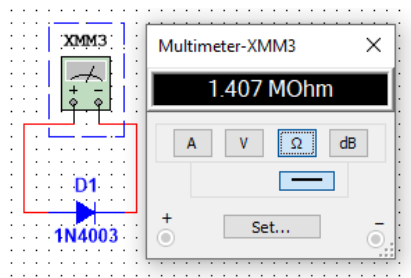 XMM3
+ -
D1
1N4003
Multimeter-XMM3
1.407 MOhm
A V Ω dB
+ Set... -